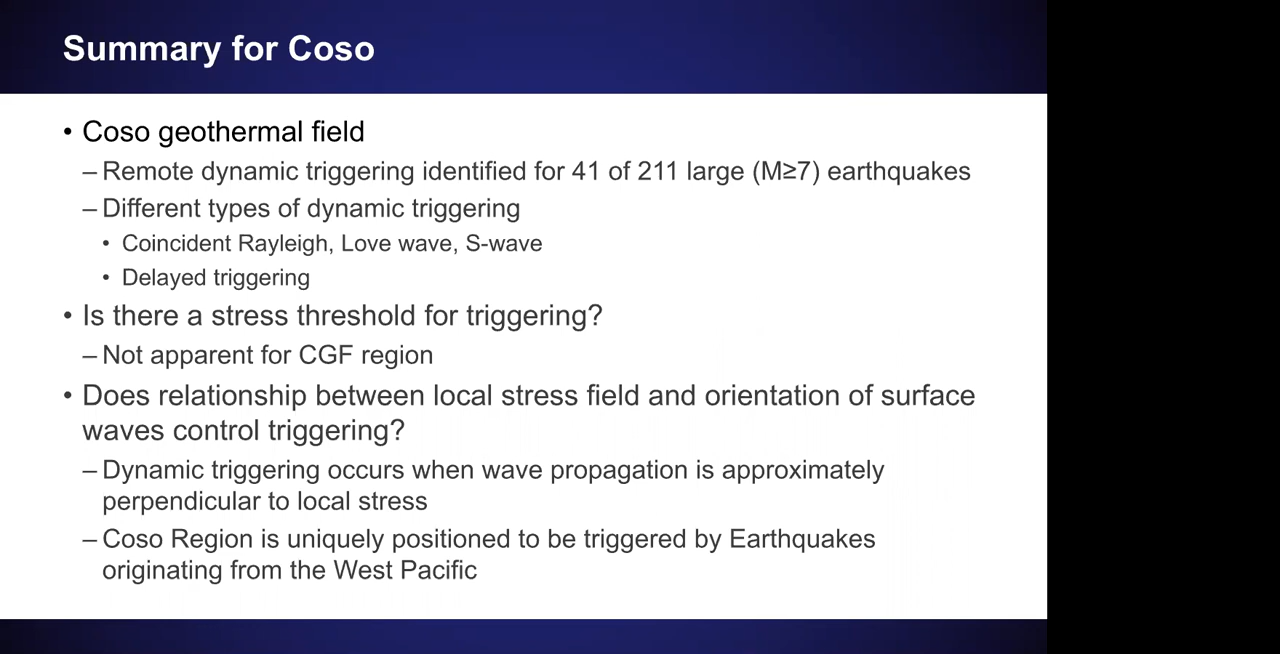 Summary for Coso
• Coso geothermal field
– Remote dynamic triggering identified for 41 of 211 large (M≥7) earthquakes
– Different types of dynamic triggering
• Coincident Rayleigh, Love wave, S-wave
• Delayed triggering
• Is there a stress threshold for triggering?
– Not apparent for CGF region
• Does relationship between local stress field and orientation of surface
waves control triggering?
– Dynamic triggering occurs when wave propagation is approximately
perpendicular to local stress
– Coso Region is uniquely positioned to be triggered by Earthquakes
originating from the West Pacific